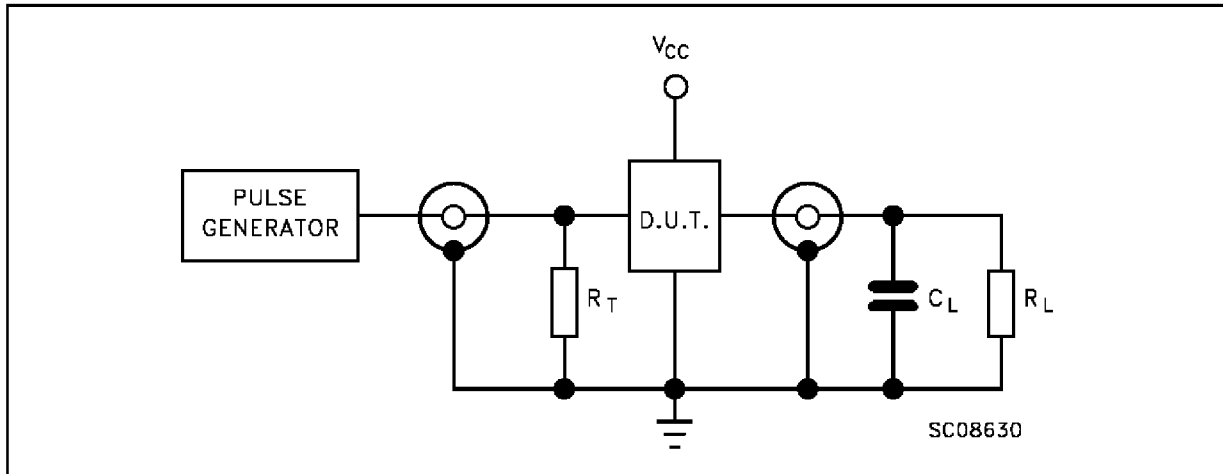 VCC
PULSE
GENERATOR
D.U.T.
RT
CL
RL
SC08630